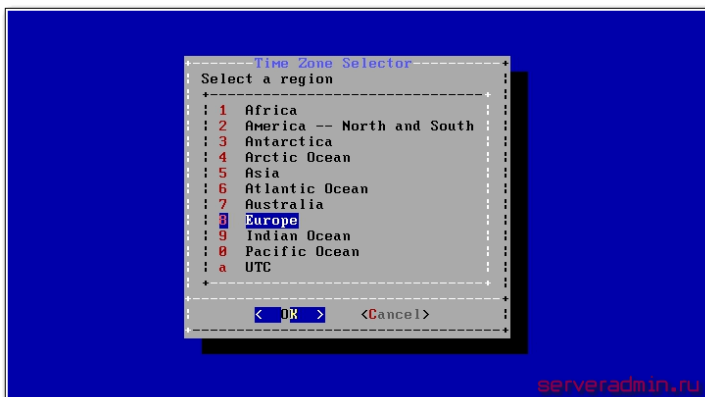 Time Zone Selector
Select a region
1 Africa
2 America -- North and South
3 Antarctica
4 Arctic Ocean
5 Asia
6 Atlantic Ocean
7 Australia
8 Europe
9 Indian Ocean
0 Pacific Ocean
a UTC
< OK > <Cancel>
serveradmin.ru